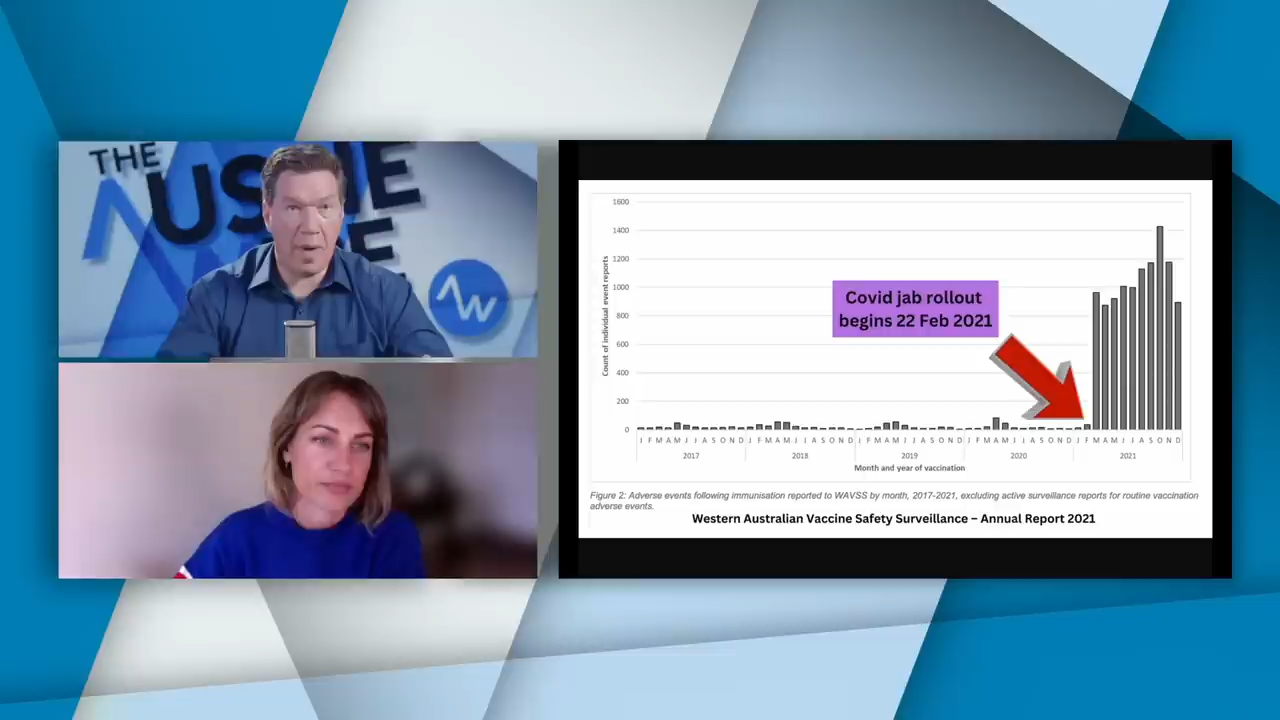 THE
AUSSIE
WIRE
AW
1600
1400
1200
1000
800
600
400
200
0
Count of individual event reports
Covid jab rollout
begins 22 Feb 2021
J F M A M J J A S O N D J F M A M J J A S O N D J F M A M J J A S O N D J F M A M J J A S O N D J F M A M J J A S O N D
2017 2018 2019 2020 2021
Month and year of vaccination
Figure 2: Adverse events following immunisation reported to WAVSS by month, 2017-2021, excluding active surveillance reports for routine vaccination
adverse events.
Western Australian Vaccine Safety Surveillance – Annual Report 2021